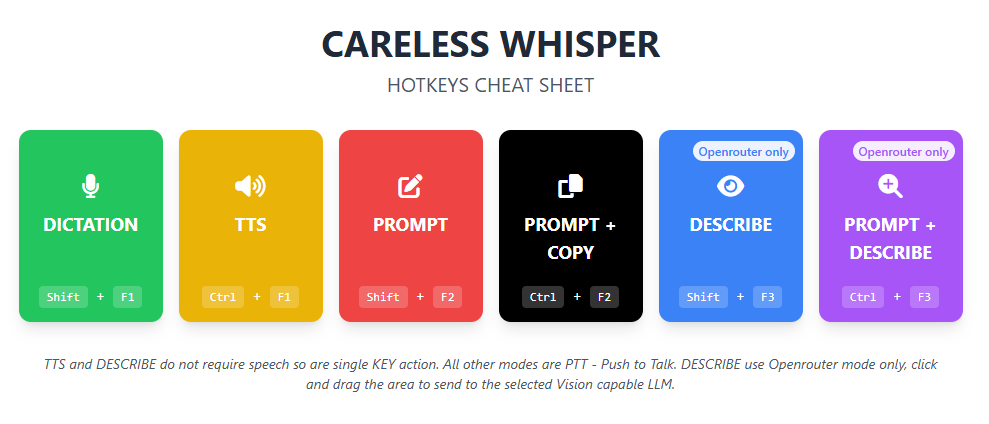 CARELESS WHISPER
HOTKEYS CHEAT SHEET
DICTATION
Shift + F1
TTS
Ctrl + F1
PROMPT
Shift + F2
PROMPT +
COPY
Ctrl + F2
Openrouter only
DESCRIBE
Shift + F3
Openrouter only
PROMPT +
DESCRIBE
Ctrl + F3
TTS and DESCRIBE do not require speech so are single KEY action. All other modes are PTT - Push to Talk. DESCRIBE use Openrouter mode only, click
and drag the area to send to the selected Vision capable LLM.